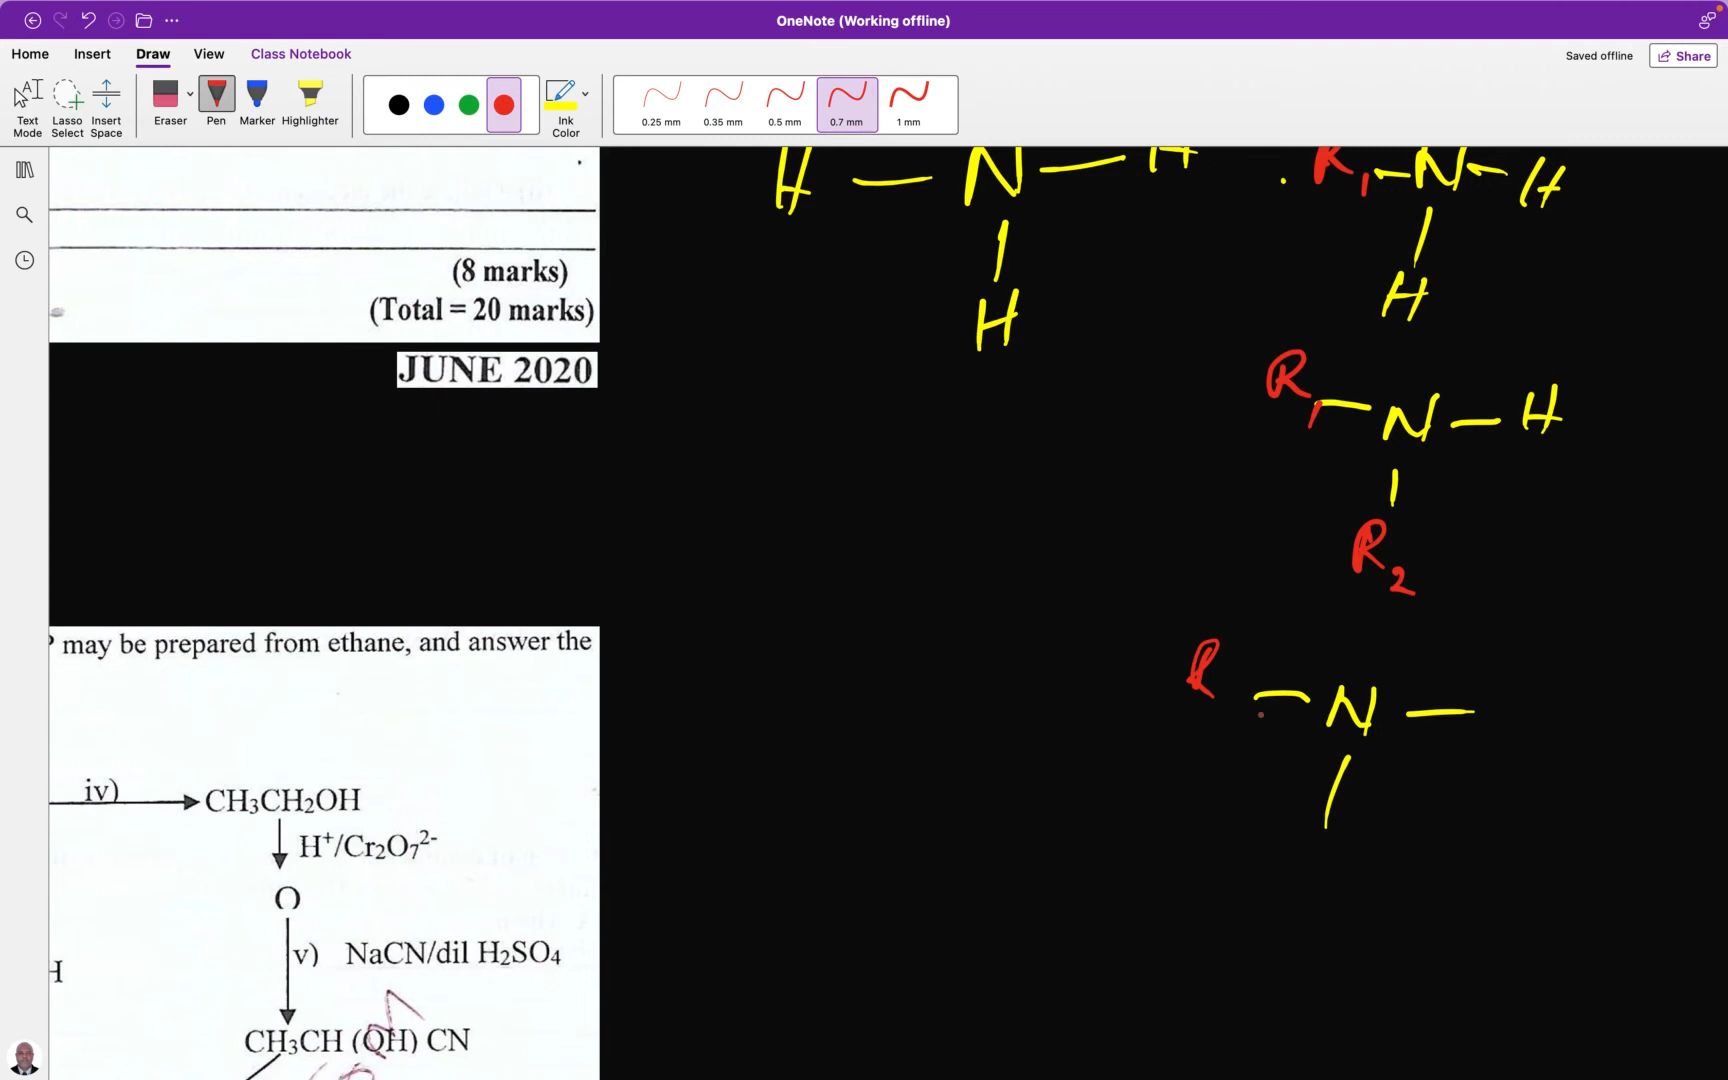 OneNote (Working offline)
Home Insert Draw View Class Notebook
Saved offline Share
Text Mode Lasso Select Insert Space Eraser Pen Marker Highlighter Ink Color 0.25 mm 0.35 mm 0.5 mm 0.7 mm 1 mm
H — N — H
H
R1 — N — H
H
(8 marks)
(Total = 20 marks)
JUNE 2020
R1 — N — H
R2
may be prepared from ethane, and answer the
R — N —
iv) CH3CH2OH
H+/Cr2O7 2-
O
v) NaCN/dil H2SO4
H
CH3CH (OH) CN